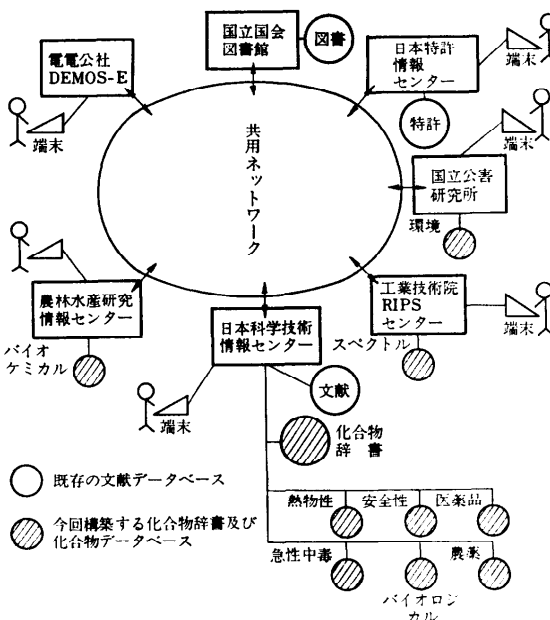 国立国会
図書館
図書
電電公社
DEMOS-E
端末
日本特許
情報
センター
端末
特許
端末
国立公害
研究所
環境
共用ネットワーク
農林水産研究
情報センター
バイオ
ケミカル
日本科学技術
情報センター
端末
文献
工業技術院
RIPS
センター
スペクトル
端末
化合物
辞書
熱物性
安全性
医薬品
急性中毒
バイオロジ
カル
農薬
既存の文献データベース
今回構築する化合物辞書及び
化合物データベース